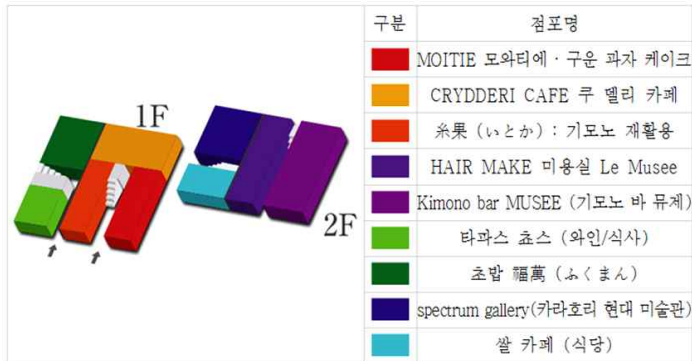 1F
2F
구분 점포명
MOITIE 모와티에 · 구운 과자 케이크
CRYDDERI CAFE 쿠 델리 카페
糸果 (いとか) : 기모노 재활용
HAIR MAKE 미용실 Le Musee
Kimono bar MUSEE (기모노 바 뮤제)
타파스 쵸스 (와인/식사)
초밥 福萬 (ふくまん)
spectrum gallery(카라호리 현대 미술관)
쌀 카페 (식당)